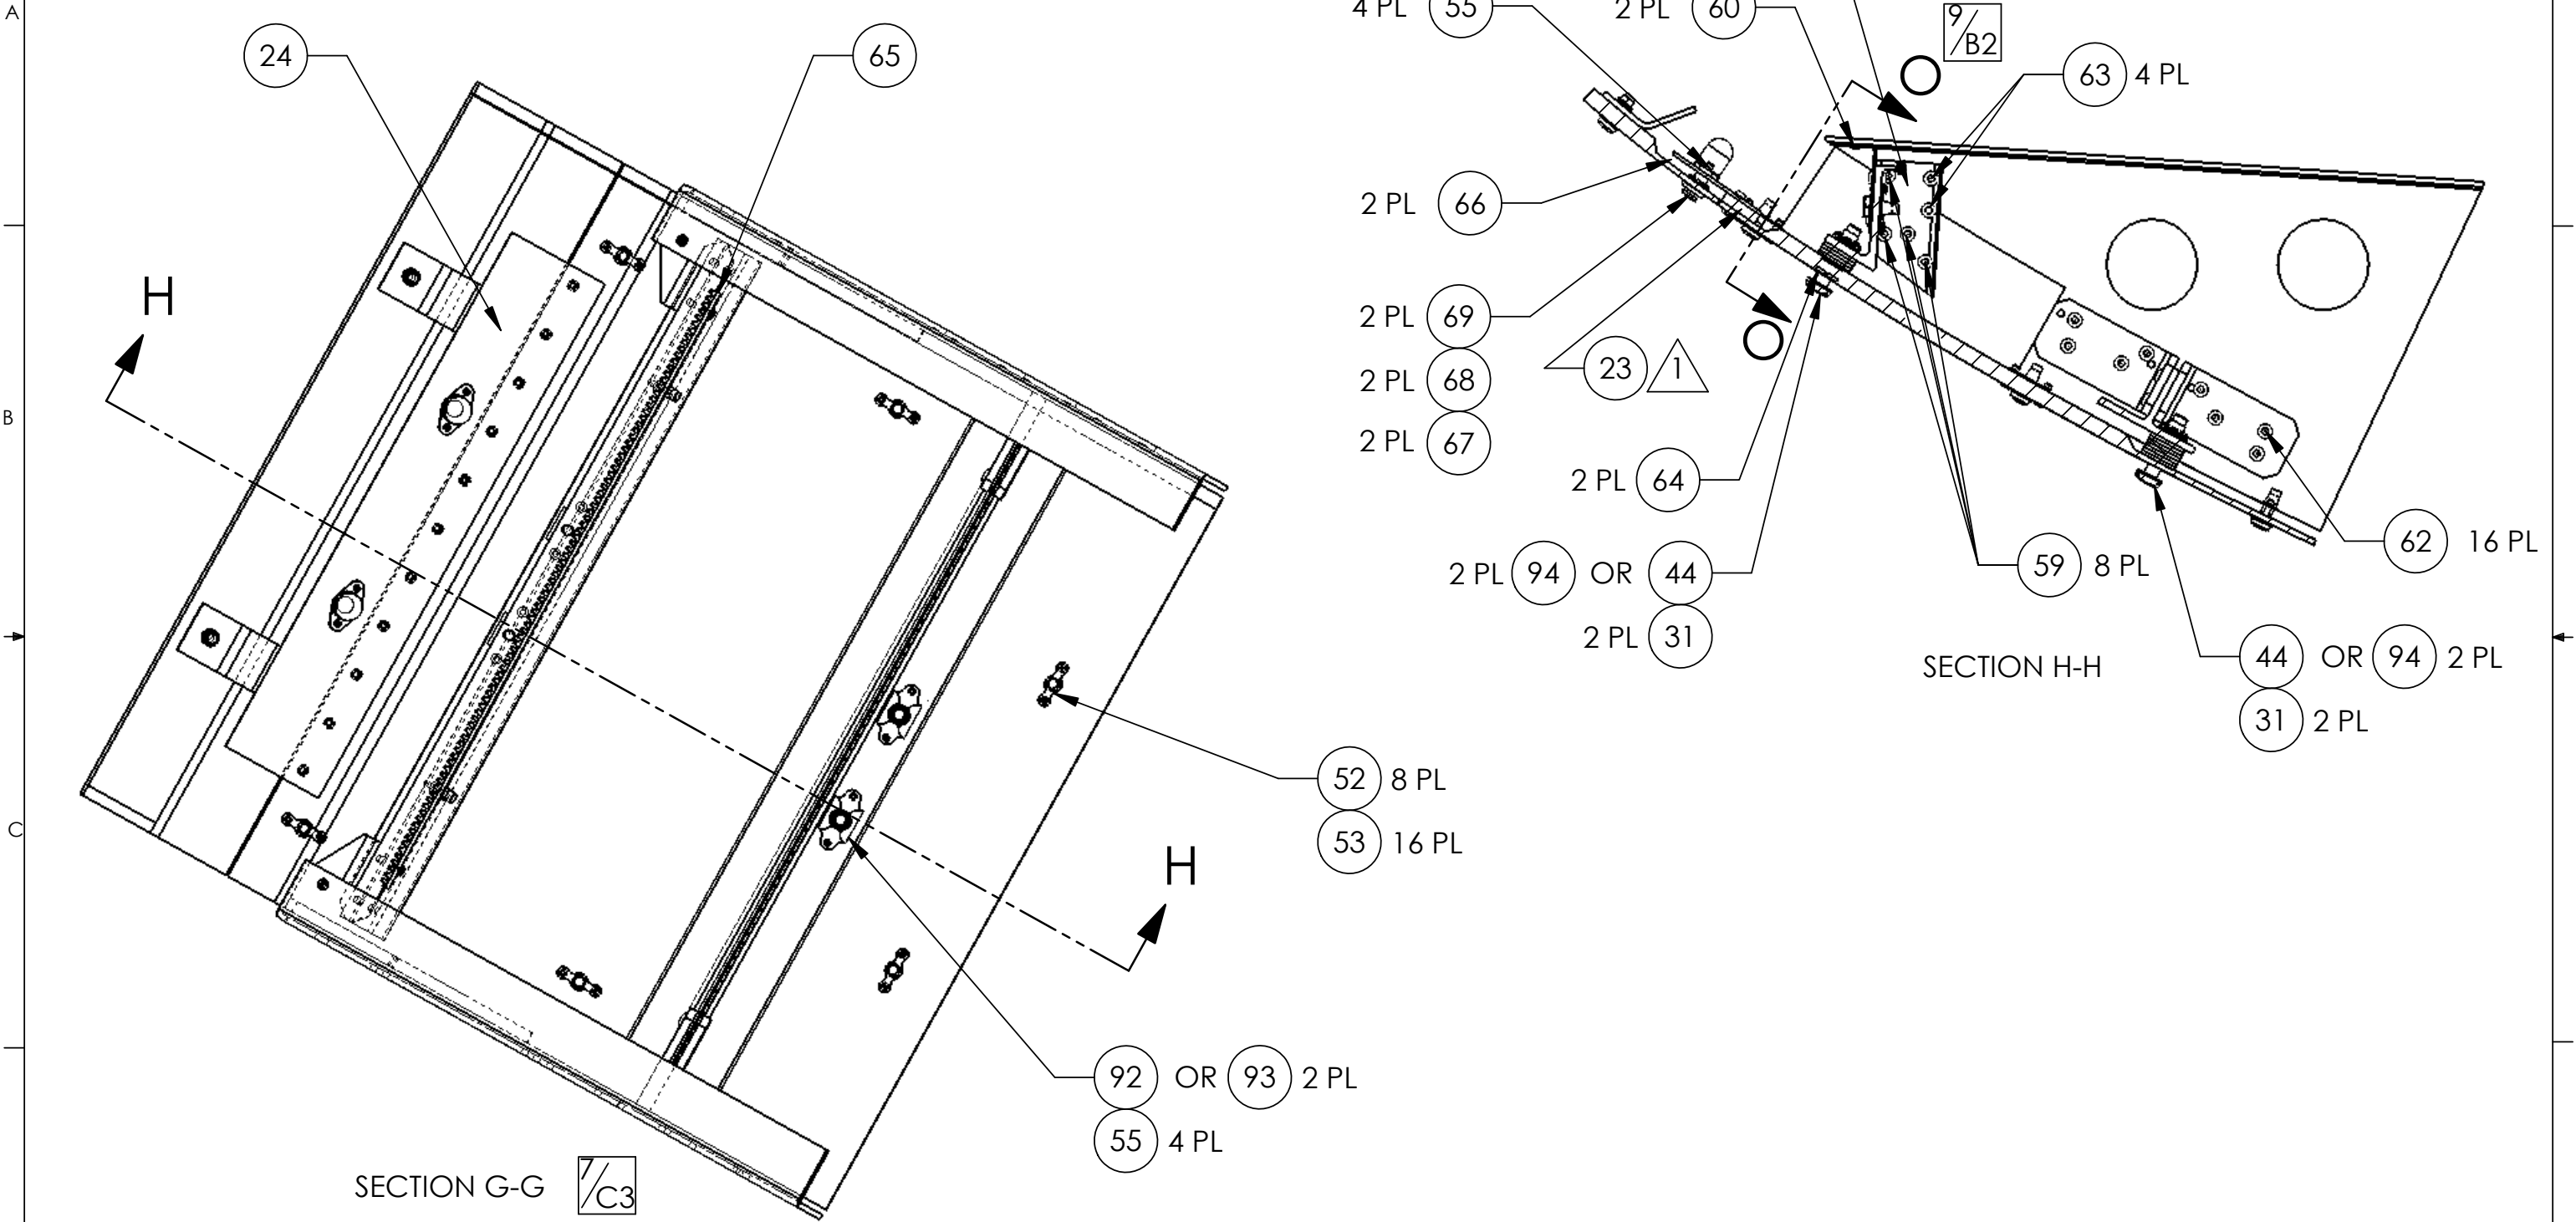 A
24
65
4 PL 55
2 PL 60
9/B2
O
63 4 PL
2 PL 66
H
2 PL 69
2 PL 68
2 PL 67
23 1
O
B
2 PL 64
62 16 PL
59 8 PL
2 PL 94 OR 44
2 PL 31
SECTION H-H
44 OR 94 2 PL
31 2 PL
52 8 PL
53 16 PL
C
H
92 OR 93 2 PL
55 4 PL
SECTION G-G 7/C3